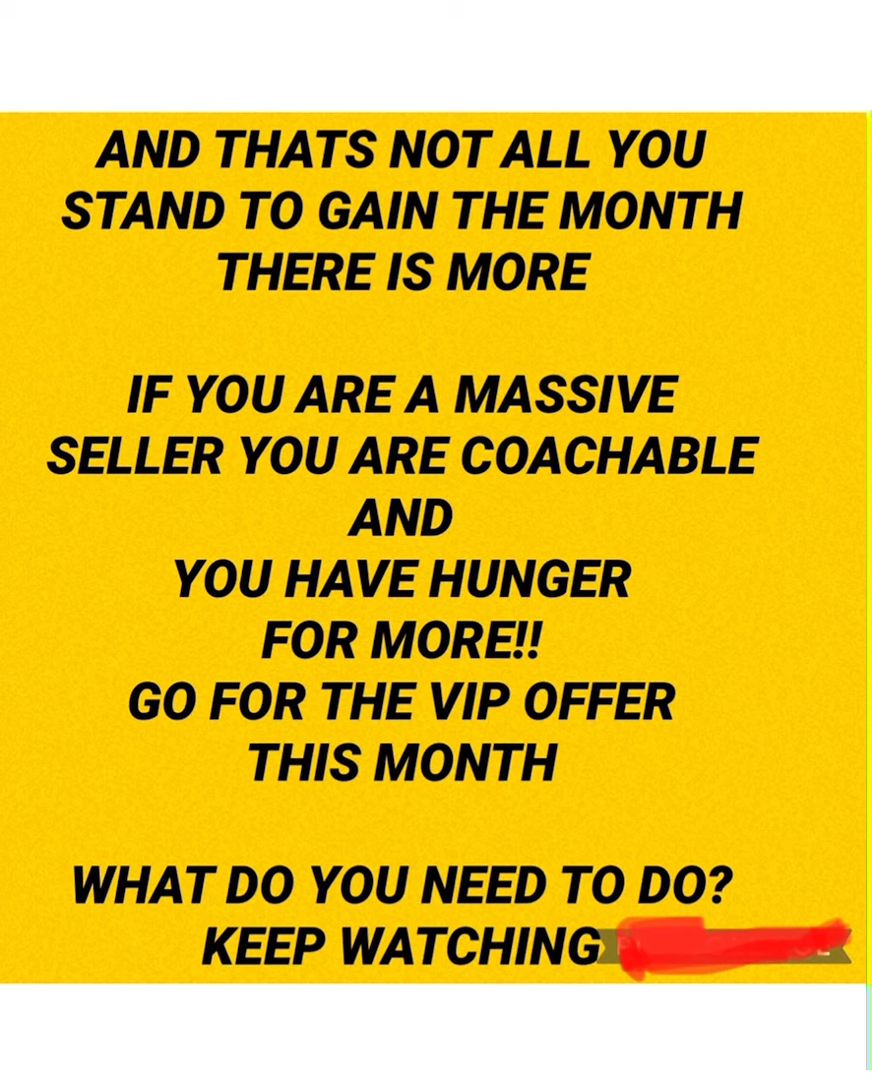 AND THATS NOT ALL YOU
STAND TO GAIN THE MONTH
THERE IS MORE
IF YOU ARE A MASSIVE
SELLER YOU ARE COACHABLE
AND
YOU HAVE HUNGER
FOR MORE!!
GO FOR THE VIP OFFER
THIS MONTH
WHAT DO YOU NEED TO DO?
KEEP WATCHING